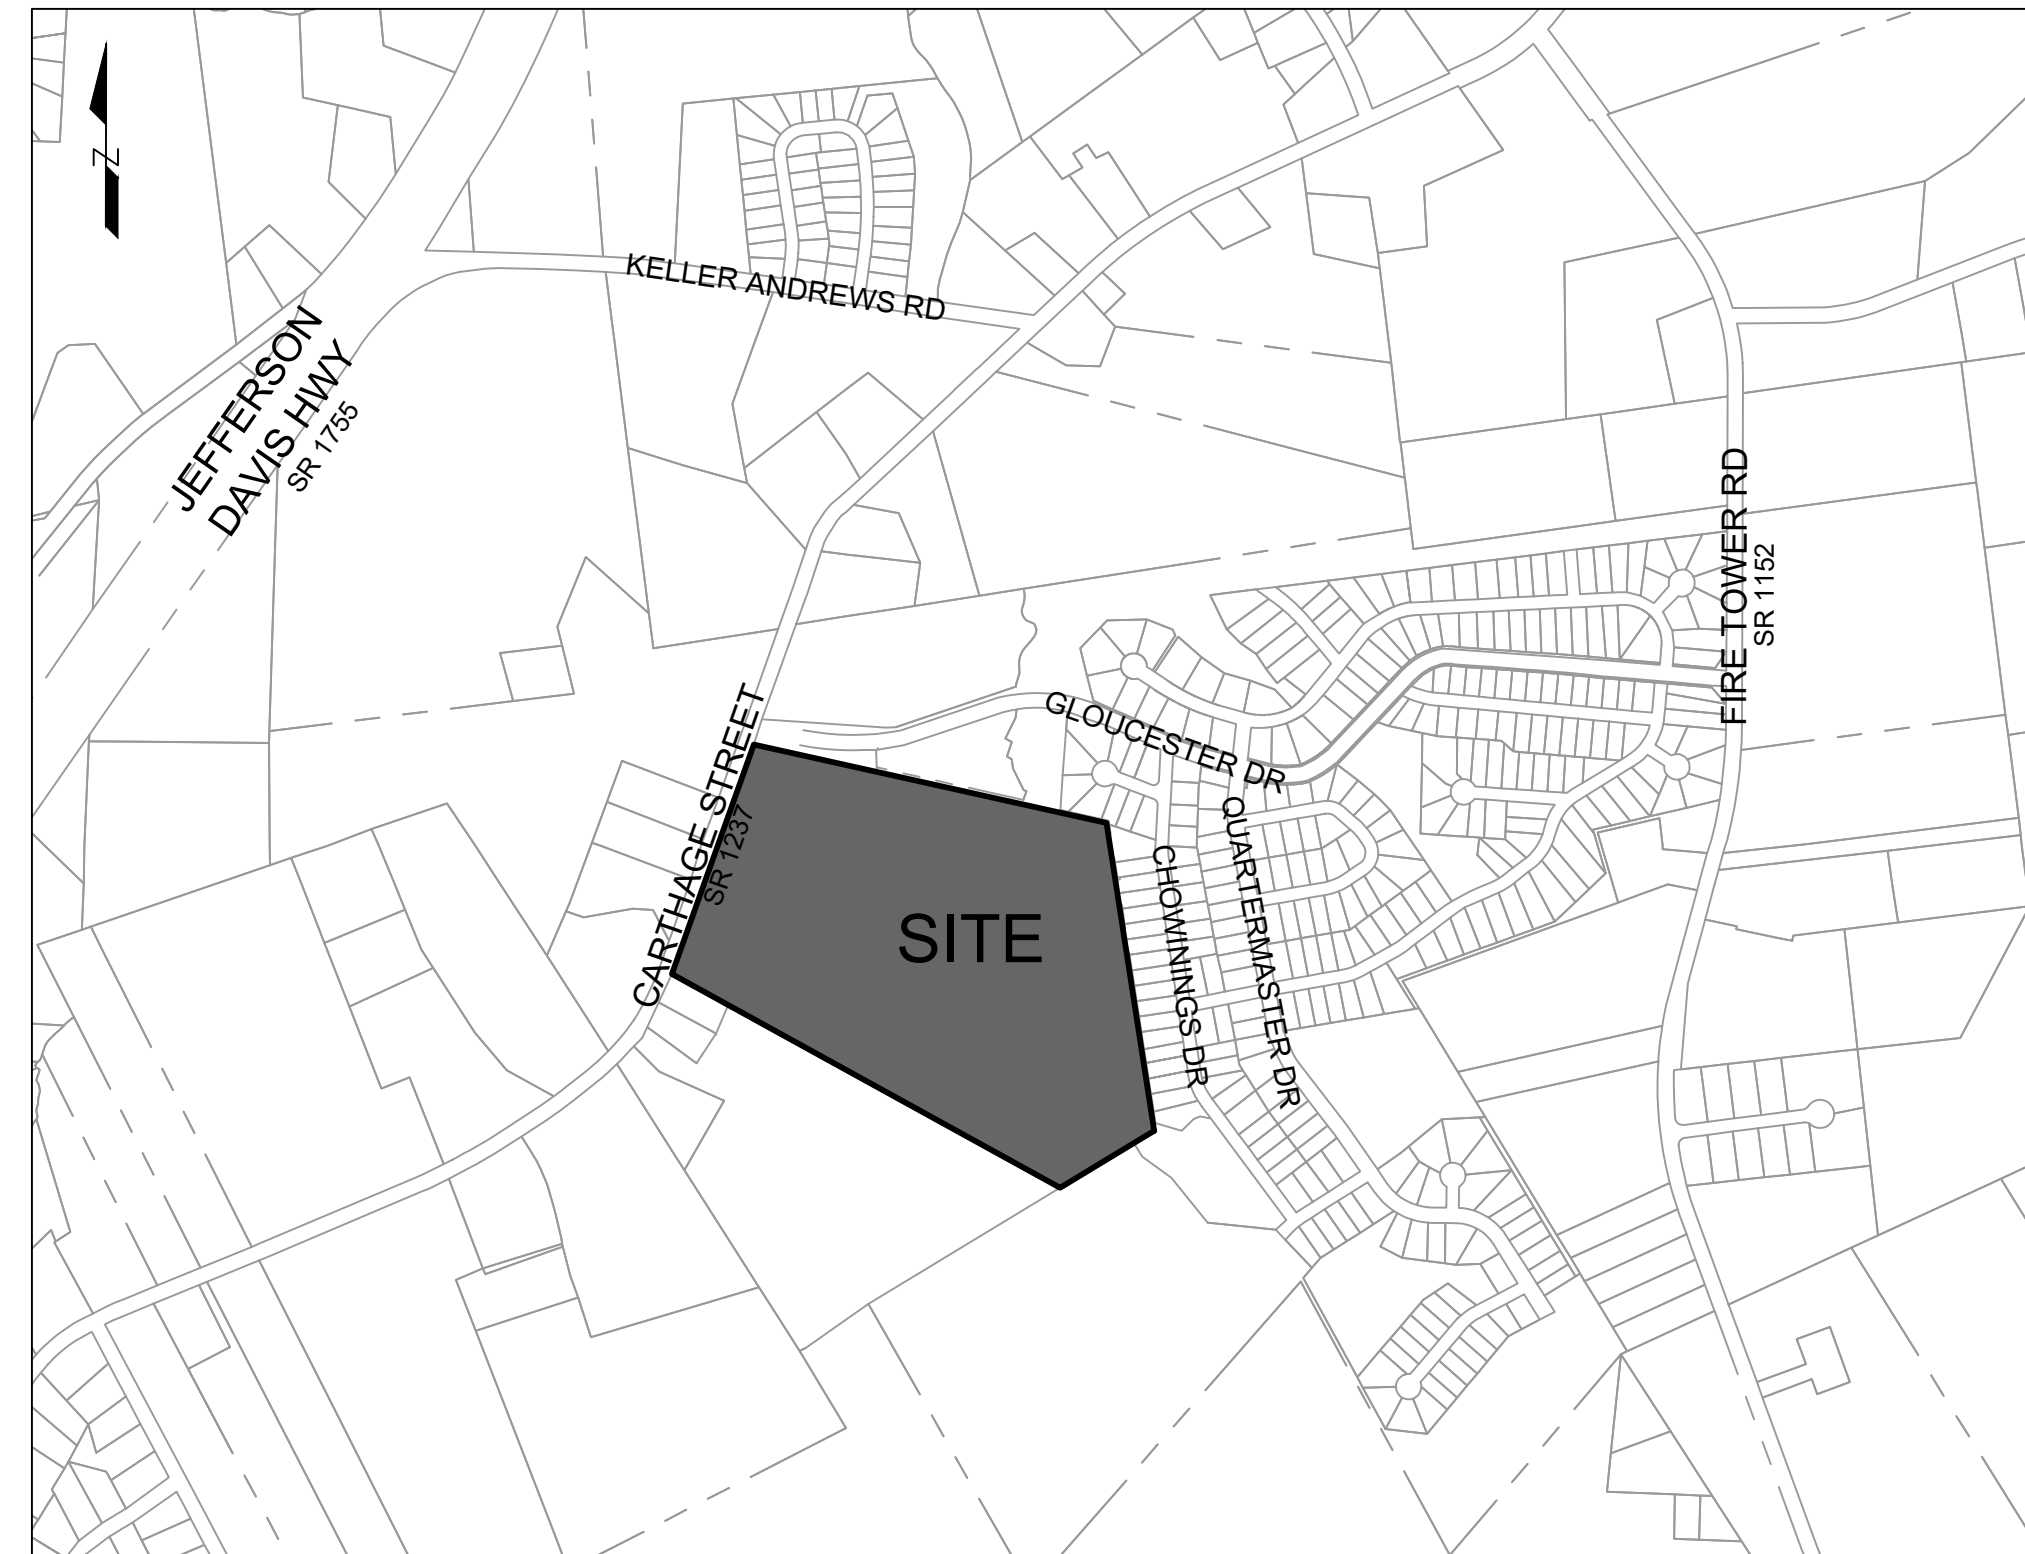 N
KELLER ANDREWS RD
JEFFERSON
DAVIS HWY
SR 1755
FIRE TOWER RD
SR 1152
GLOUCESTER DR
CARTHAGE STREET
SR 1237
QUARTERMASTER DR
CHOWNINGS DR
SITE